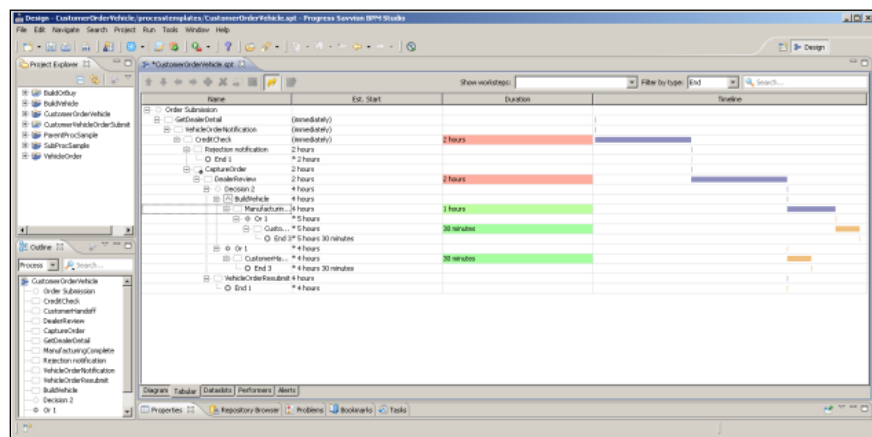 Design - CustomerOrderVehicle/processtemplates/CustomerOrderVehicle.spt - Progress Savvion BPM Studio
File Edit Navigate Search Project Run Tools Window Help
Design
Project Explorer
*CustomerOrderVehicle.spt
Show worksteps: Filter by type: End Search...
BuildOrBuy
BuildVehicle
CustomerOrderVehicle
CustomerVehicleOrderSubmit
ParentProcSample
SubProcSample
VehicleOrder
Name Est. Start Duration Timeline
Order Submission
GetDealerDetail (immediately)
VehicleOrderNotification (immediately)
CreditCheck (immediately) 2 hours
Rejection notification 2 hours
End 1 * 2 hours
CaptureOrder 2 hours
DealerReview 2 hours 2 hours
Decision 2 4 hours
BuildVehicle 4 hours
Manufacturin... 4 hours 1 hours
Or 1 * 5 hours
Custo... * 5 hours 30 minutes
End 3 * 5 hours 30 minutes
Or 1 * 4 hours
CustomerHa... * 4 hours 30 minutes
End 3 * 4 hours 30 minutes
VehicleOrderResubmit 4 hours
End 1 * 4 hours
Outline
Process Search...
CustomerOrderVehicle
Order Submission
CreditCheck
CustomerHandoff
DealerReview
CaptureOrder
GetDealerDetail
ManufacturingComplete
Rejection notification
VehicleOrderNotification
VehicleOrderResubmit
BuildVehicle
Decision 2
Or 1
Diagram Tabular Dataslots Performers Alerts
Properties Repository Browser Problems Bookmarks Tasks